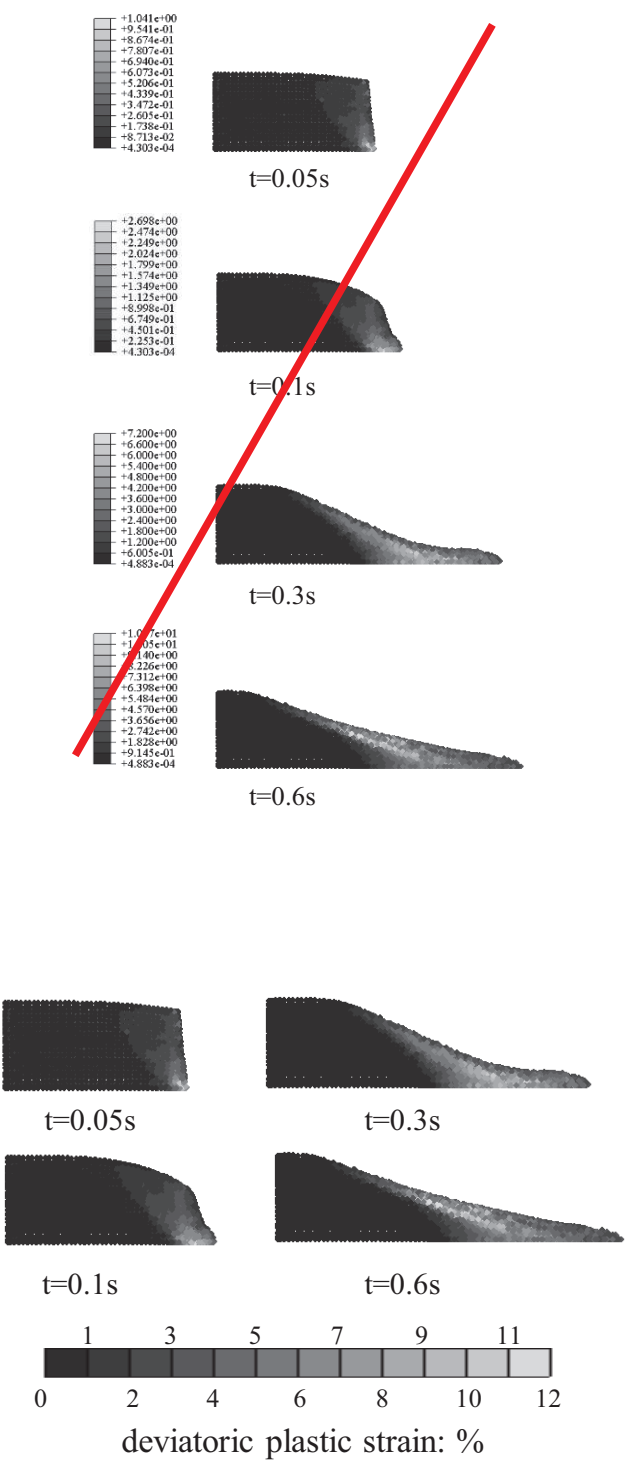 +1.041e+00
+9.541e-01
+8.674e-01
+7.807e-01
+6.940e-01
+6.073e-01
+5.206e-01
+4.339e-01
+3.472e-01
+2.605e-01
+1.738e-01
+8.713e-02
+4.303e-04
t=0.05s
+2.698e+00
+2.474e+00
+2.249e+00
+2.024e+00
+1.799e+00
+1.574e+00
+1.349e+00
+1.125e+00
+8.998e-01
+6.749e-01
+4.501e-01
+2.253e-01
+4.303e-04
t=0.1s
+7.200e+00
+6.600e+00
+6.000e+00
+5.400e+00
+4.800e+00
+4.200e+00
+3.600e+00
+3.000e+00
+2.400e+00
+1.800e+00
+1.200e+00
+6.005e-01
+4.883e-04
t=0.3s
+7.312e+00
+6.398e+00
+5.484e+00
+4.570e+00
+3.656e+00
+2.742e+00
+1.828e+00
+9.145e-01
+4.883e-04
t=0.6s
t=0.05s t=0.3s
t=0.1s t=0.6s
1 3 5 7 9 11
0 2 4 6 8 10 12
deviatoric plastic strain: %